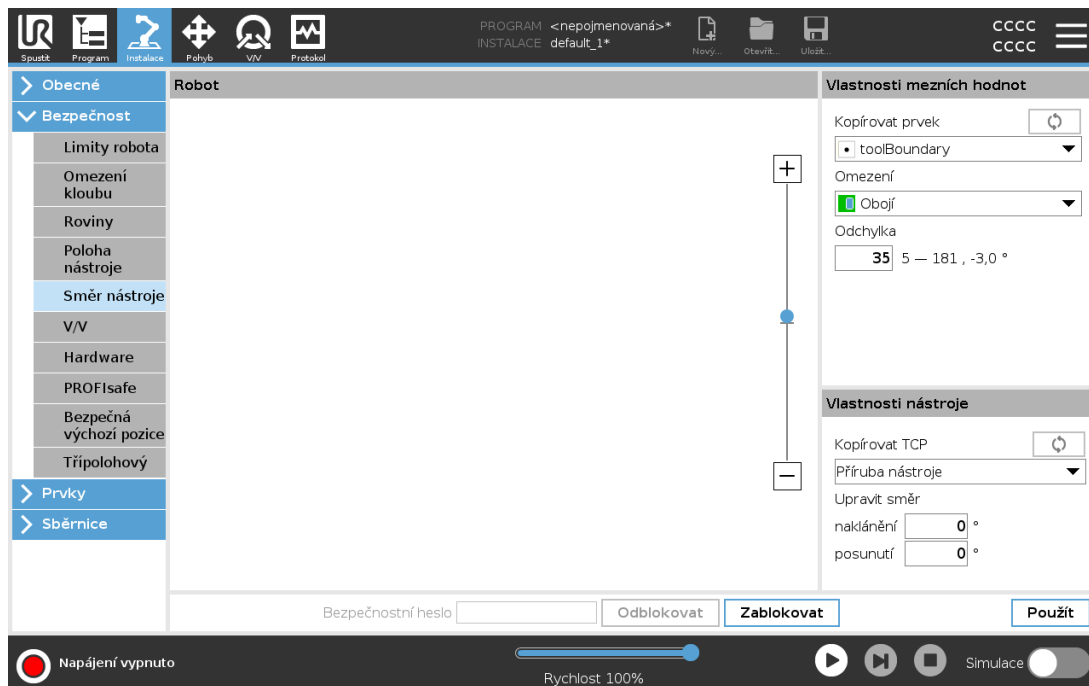 PROGRAM <nepojmenovaná>*
INSTALACE default_1*
Spustit
Program
Instalace
Pohyb
V/V
Protokol
Nový...
Otevřít...
Uložit...
CCCC
CCCC
Obecné
Bezpečnost
Limity robota
Omezení
kloubu
Roviny
Poloha
nástroje
Směr nástroje
V/V
Hardware
PROFIsafe
Bezpečná
výchozí pozice
Třípolohový
Prvky
Sběrnice
Robot
Vlastnosti mezních hodnot
Kopírovat prvek
toolBoundary
Omezení
Obojí
Odchylka
35 5 — 181 , -3,0 °
Vlastnosti nástroje
Kopírovat TCP
Příruba nástroje
Upravit směr
naklánění 0 °
posunutí 0 °
Bezpečnostní heslo
Odblokovat
Zablokovat
Použít
Napájení vypnuto
Rychlost 100%
Simulace